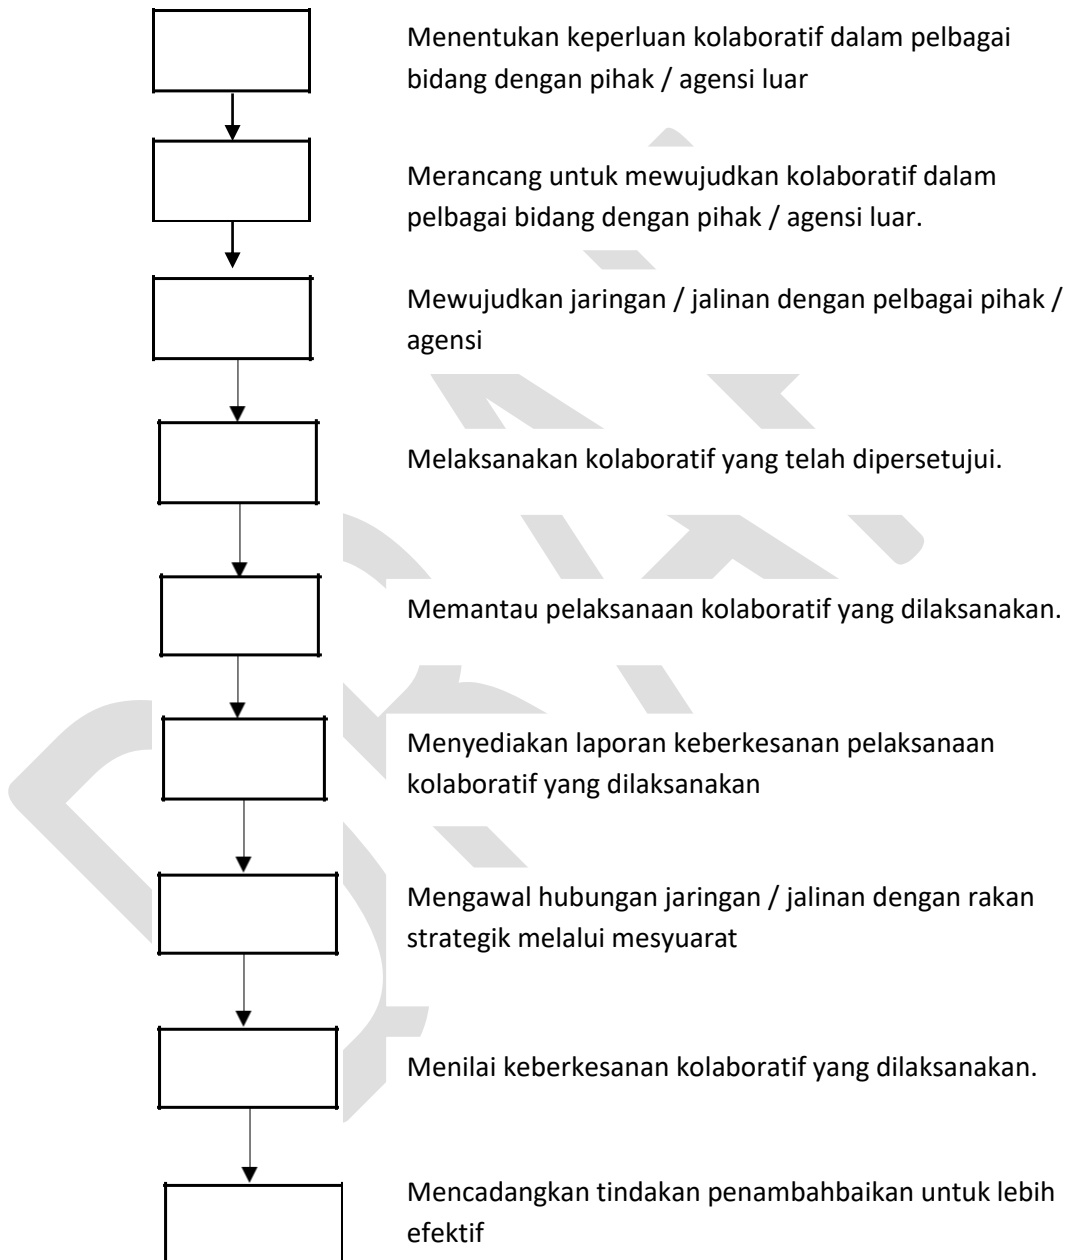 Menentukan keperluan kolaboratif dalam pelbagai
bidang dengan pihak / agensi luar
Merancang untuk mewujudkan kolaboratif dalam
pelbagai bidang dengan pihak / agensi luar.
Mewujudkan jaringan / jalinan dengan pelbagai pihak /
agensi
Melaksanakan kolaboratif yang telah dipersetujui.
Memantau pelaksanaan kolaboratif yang dilaksanakan.
Menyediakan laporan keberkesanan pelaksanaan
kolaboratif yang dilaksanakan
Mengawal hubungan jaringan / jalinan dengan rakan
strategik melalui mesyuarat
Menilai keberkesanan kolaboratif yang dilaksanakan.
Mencadangkan tindakan penambahbaikan untuk lebih
efektif